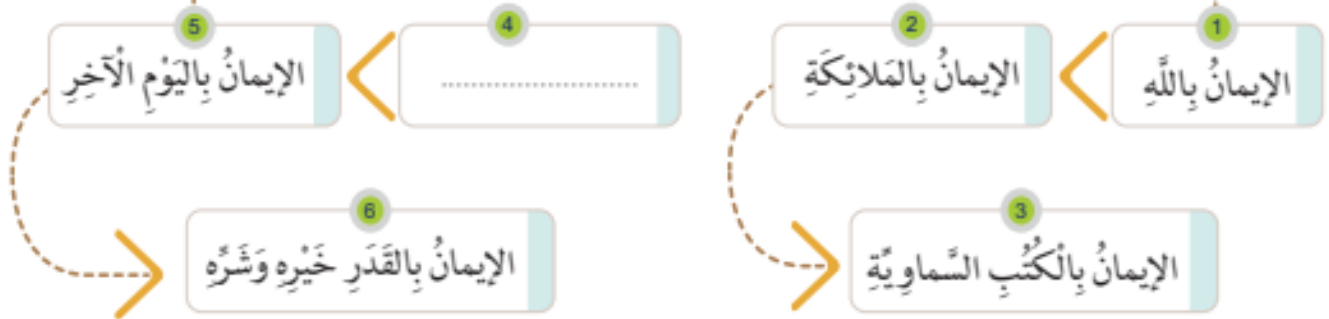 1
الإيمانُ بِاللَّهِ
2
الإيمانُ بِالمَلائِكَةِ
3
الإيمانُ بِالْكُتُبِ السَّماوِيَّةِ
4
......................................
5
الإيمانُ بِاليَوْمِ الْآخِرِ
6
الإيمانُ بِالقَدَرِ خَيْرِهِ وَشَرِّهِ